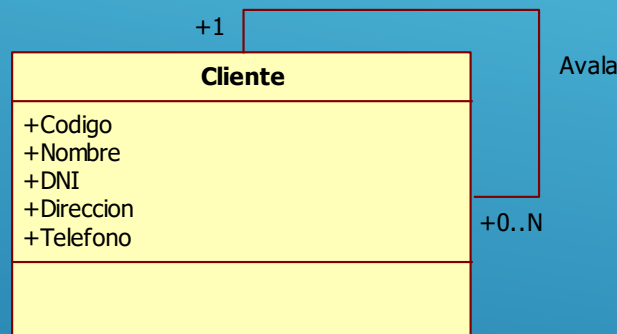 +1
Avala
Cliente
+Codigo
+Nombre
+DNI
+Direccion
+Telefono
+0..N